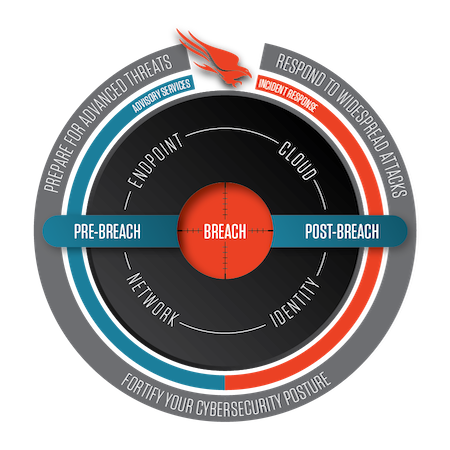 PREPARE FOR ADVANCED THREATS
RESPOND TO WIDESPREAD ATTACKS
ADVISORY SERVICES
INCIDENT RESPONSE
ENDPOINT
CLOUD
PRE-BREACH
BREACH
POST-BREACH
NETWORK
IDENTITY
FORTIFY YOUR CYBERSECURITY POSTURE